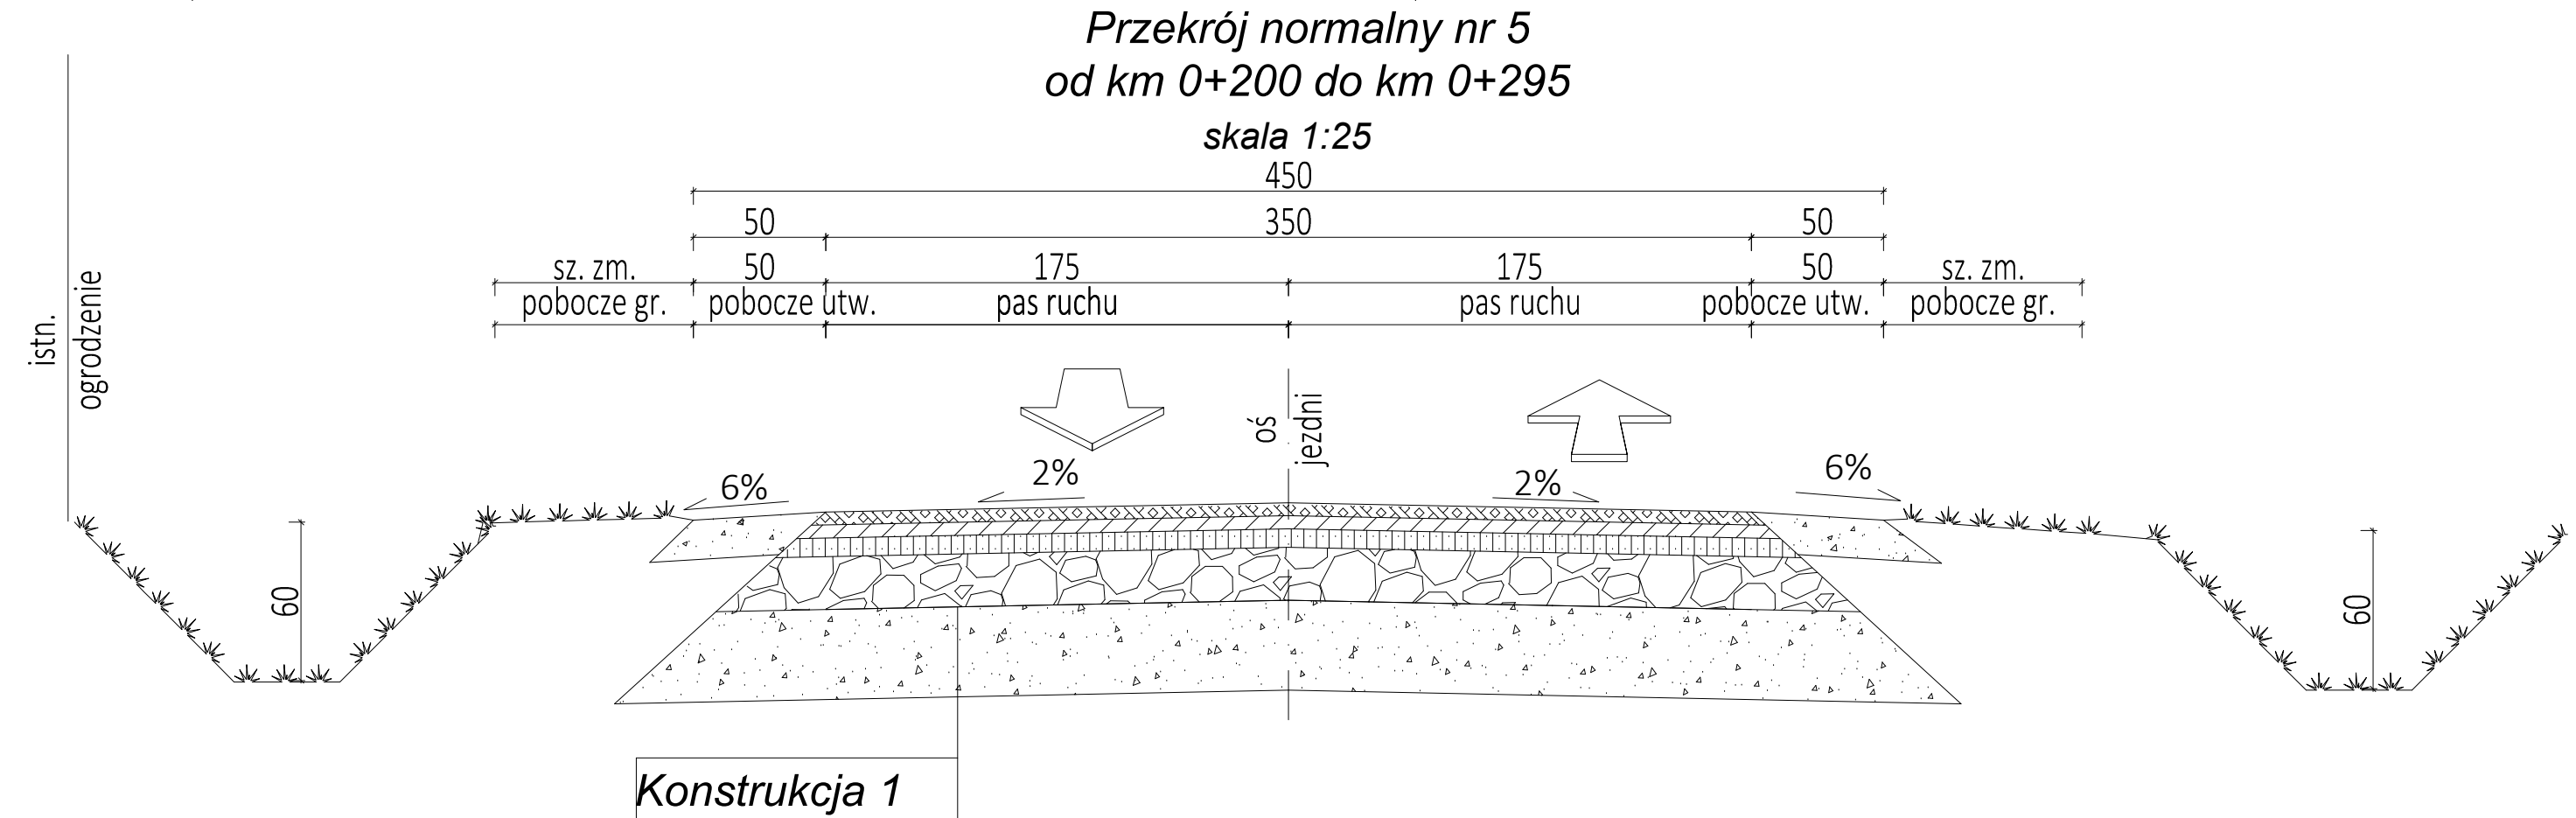 Przekrój normalny nr 5
od km 0+200 do km 0+295
skala 1:25
450
50 350 50
sz. zm. 50 175 175 50 sz. zm.
pobocze gr. pobocze utw. pas ruchu pas ruchu pobocze utw. pobocze gr.
istn.
ogrodzenie
oś
jezdni
6% 2% 2% 6%
60
60
Konstrukcja 1